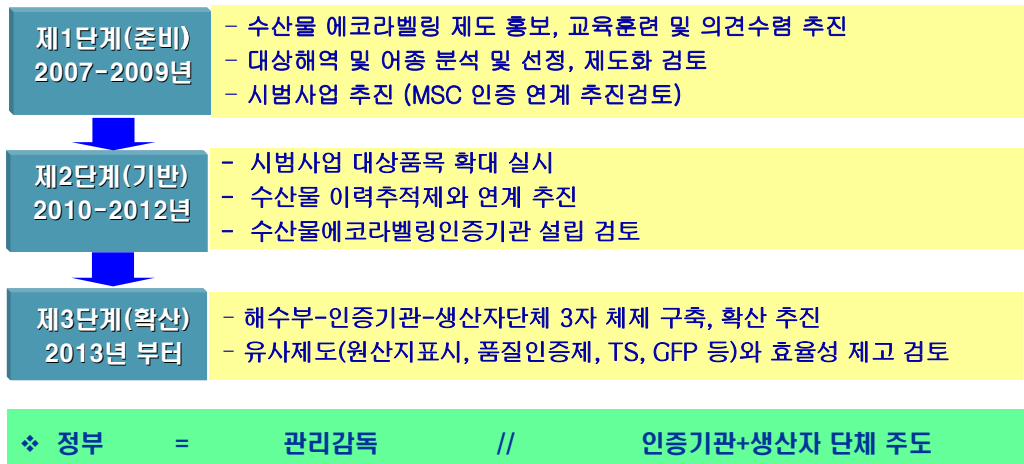 제1단계(준비)
2007-2009년
- 수산물 에코라벨링 제도 홍보, 교육훈련 및 의견수렴 추진
- 대상해역 및 어종 분석 및 선정, 제도화 검토
- 시범사업 추진 (MSC 인증 연계 추진검토)
제2단계(기반)
2010-2012년
- 시범사업 대상품목 확대 실시
- 수산물 이력추적제와 연계 추진
- 수산물에코라벨링인증기관 설립 검토
제3단계(확산)
2013년 부터
- 해수부-인증기관-생산자단체 3자 체제 구축, 확산 추진
- 유사제도(원산지표시, 품질인증제, TS, GFP 등)와 효율성 제고 검토
❖ 정부 = 관리감독 // 인증기관+생산자 단체 주도